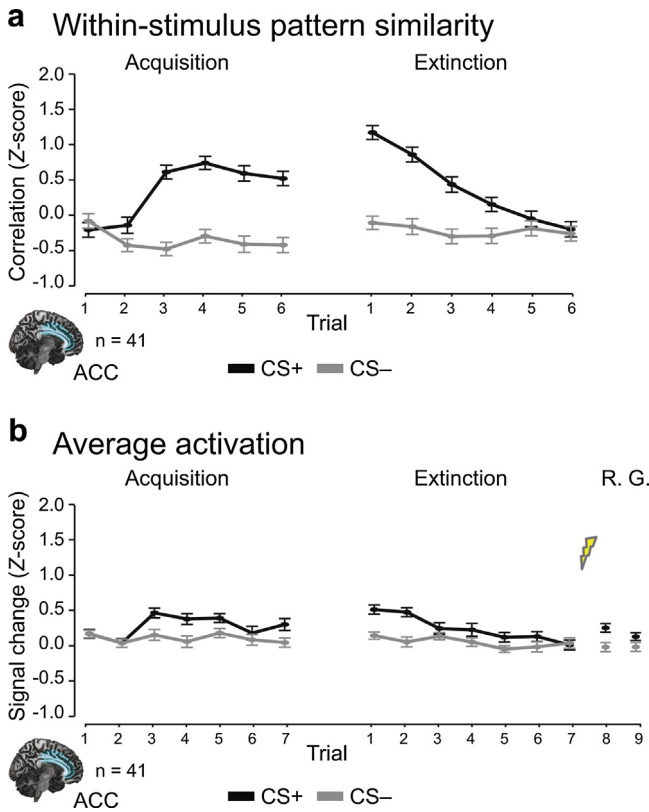 a Within-stimulus pattern similarity
Acquisition Extinction
Correlation (Z-score)
2.0
1.5
1.0
0.5
0.0
-0.5
-1.0
1 2 3 4 5 6 1 2 3 4 5 6
Trial
n = 41
ACC
CS+ CS–
b Average activation
Acquisition Extinction R. G.
Signal change (Z-score)
2.0
1.5
1.0
0.5
0.0
-0.5
-1.0
1 2 3 4 5 6 7 1 2 3 4 5 6 7 8 9
Trial
n = 41
ACC
CS+ CS–